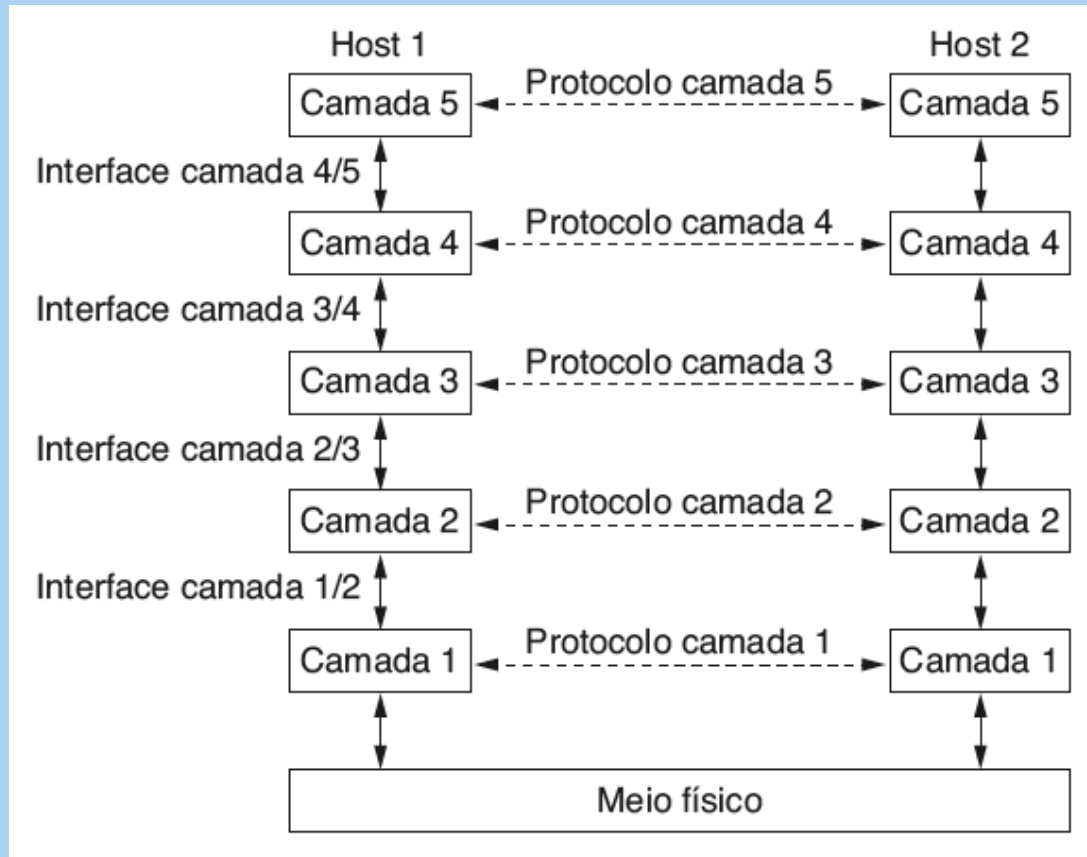 Host 1
Host 2
Camada 5
Protocolo camada 5
Camada 5
Interface camada 4/5
Camada 4
Protocolo camada 4
Camada 4
Interface camada 3/4
Camada 3
Protocolo camada 3
Camada 3
Interface camada 2/3
Camada 2
Protocolo camada 2
Camada 2
Interface camada 1/2
Camada 1
Protocolo camada 1
Camada 1
Meio físico